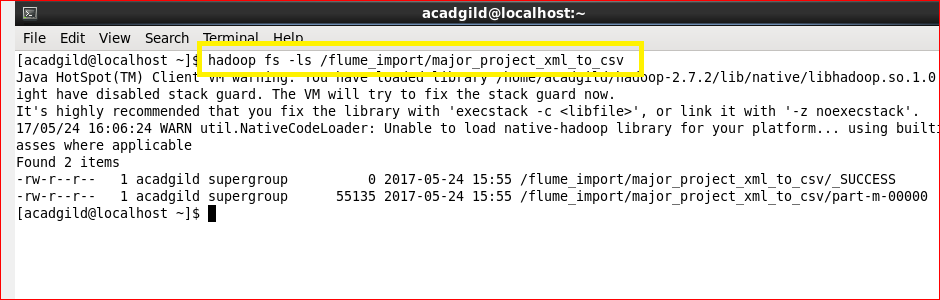 acadgild@localhost:~
File Edit View Search Terminal Help
[acadgild@localhost ~]$ hadoop fs -ls /flume_import/major_project_xml_to_csv
Java HotSpot(TM) Client VM warning: You have loaded library /home/acadgild/hadoop-2.7.2/lib/native/libhadoop.so.1.0
ight have disabled stack guard. The VM will try to fix the stack guard now.
It's highly recommended that you fix the library with 'execstack -c <libfile>', or link it with '-z noexecstack'.
17/05/24 16:06:24 WARN util.NativeCodeLoader: Unable to load native-hadoop library for your platform... using builti
asses where applicable
Found 2 items
-rw-r--r-- 1 acadgild supergroup 0 2017-05-24 15:55 /flume_import/major_project_xml_to_csv/_SUCCESS
-rw-r--r-- 1 acadgild supergroup 55135 2017-05-24 15:55 /flume_import/major_project_xml_to_csv/part-m-00000
[acadgild@localhost ~]$